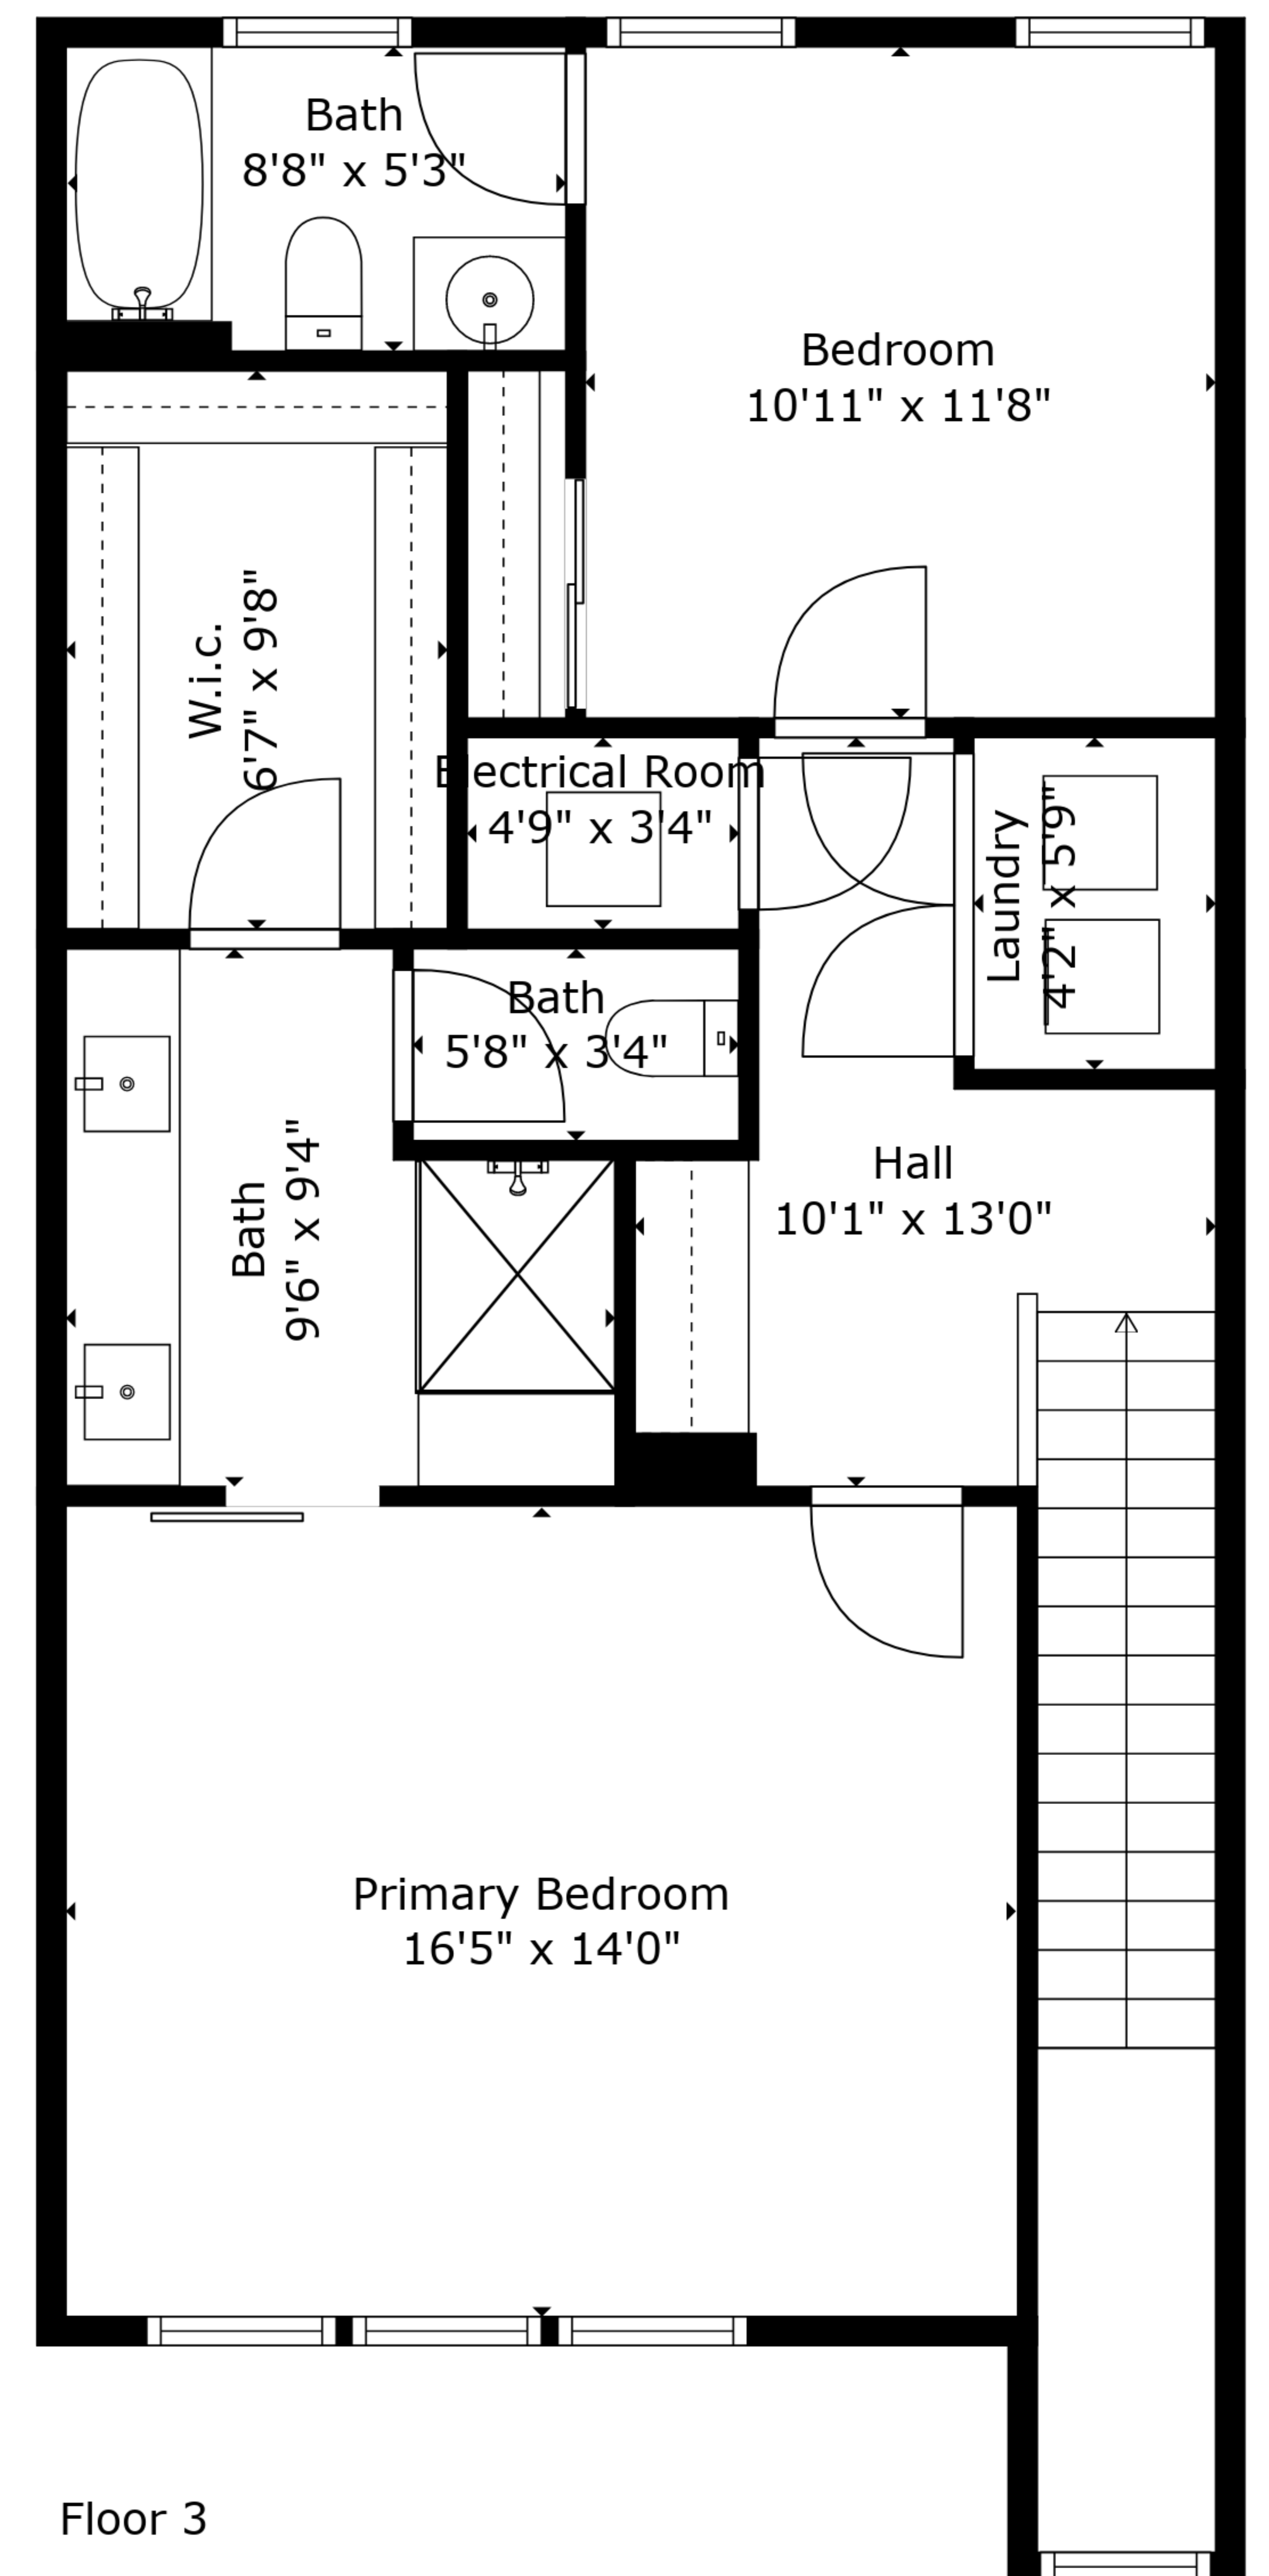 Bath
8'8" x 5'3"
Bedroom
10'11" x 11'8"
W.i.c.
6'7" x 9'8"
Electrical Room
4'9" x 3'4"
Laundry
4'2" x 5'9"
Bath
5'8" x 3'4"
Bath
9'6" x 9'4"
Hall
10'1" x 13'0"
Primary Bedroom
16'5" x 14'0"
Floor 3